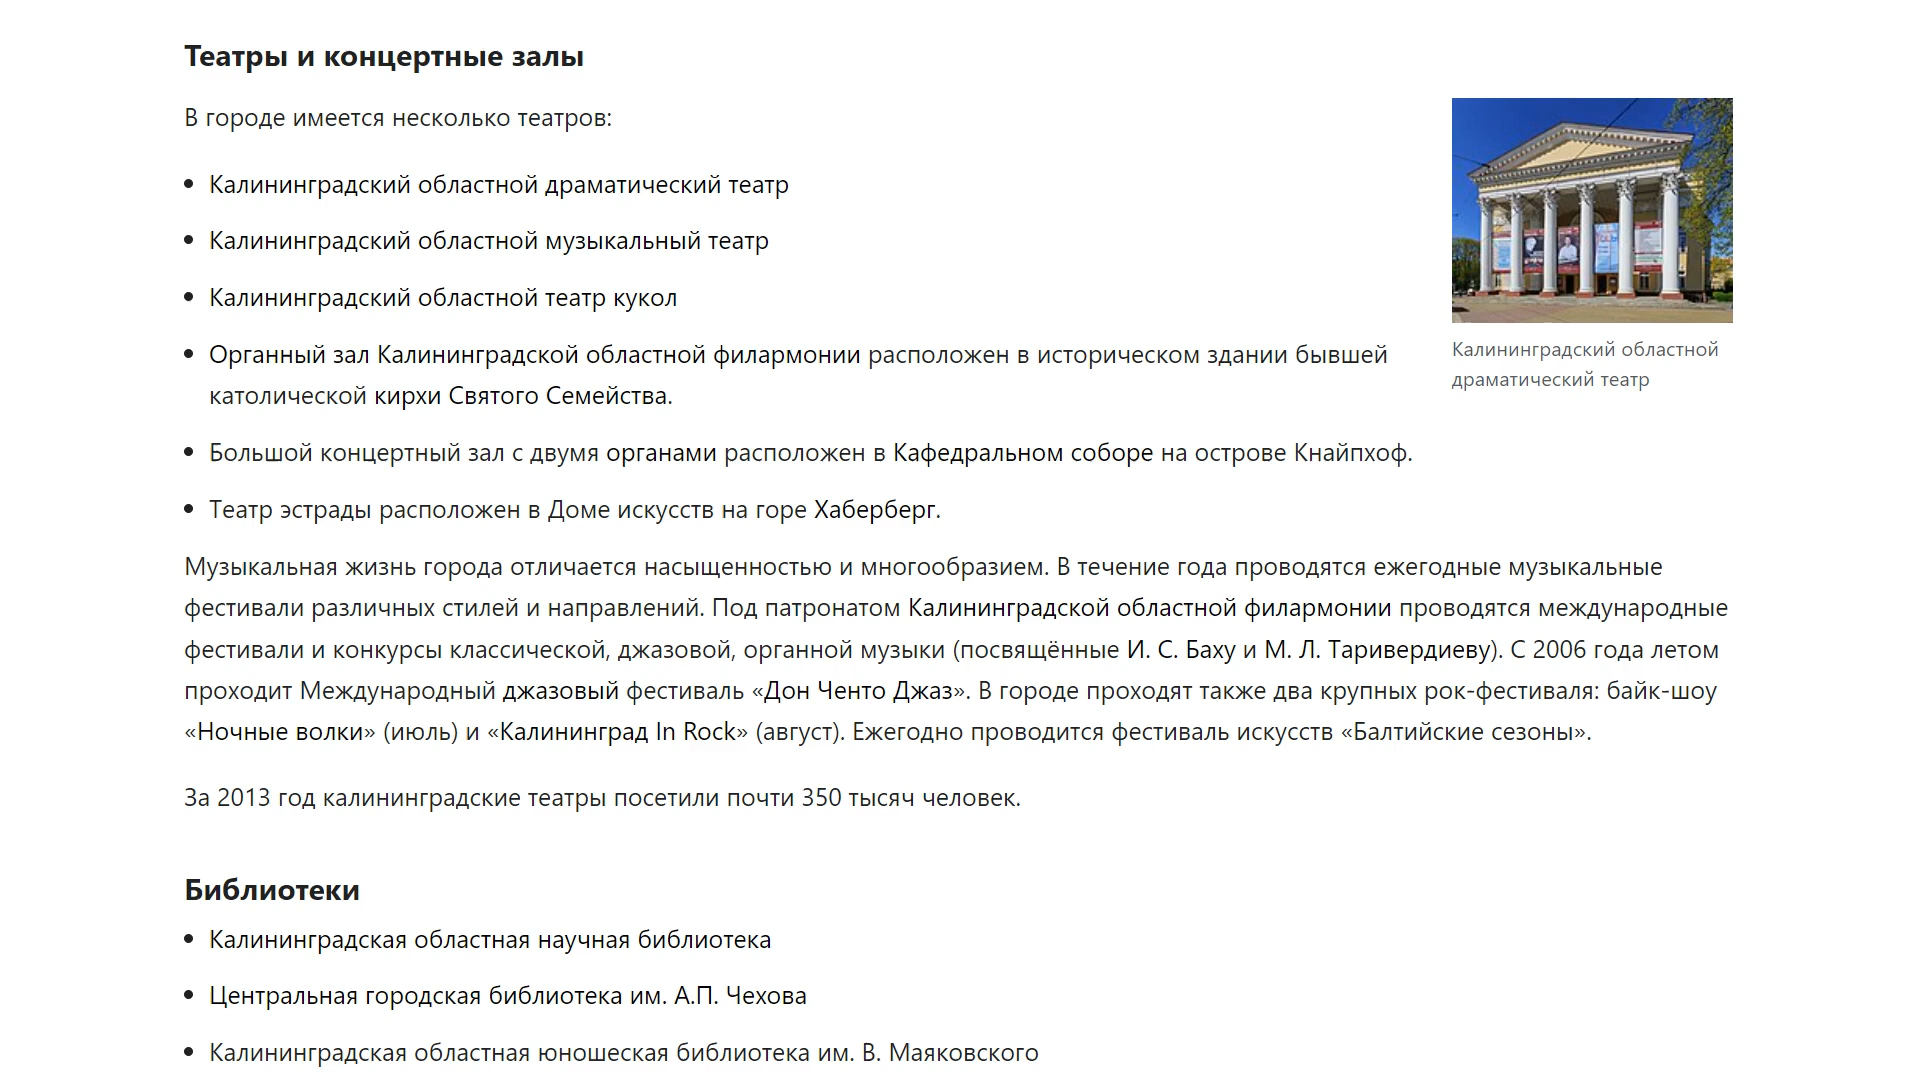 Театры и концертные залы
В городе имеется несколько театров:
• Калининградский областной драматический театр
• Калининградский областной музыкальный театр
• Калининградский областной театр кукол
• Органный зал Калининградской областной филармонии расположен в историческом здании бывшей
католической кирхи Святого Семейства.
• Большой концертный зал с двумя органами расположен в Кафедральном соборе на острове Кнайпхоф.
• Театр эстрады расположен в Доме искусств на горе Хаберберг.
Калининградский областной
драматический театр
Музыкальная жизнь города отличается насыщенностью и многообразием. В течение года проводятся ежегодные музыкальные
фестивали различных стилей и направлений. Под патронатом Калининградской областной филармонии проводятся международные
фестивали и конкурсы классической, джазовой, органной музыки (посвящённые И. С. Баху и М. Л. Таривердиеву). С 2006 года летом
проходит Международный джазовый фестиваль «Дон Ченто Джаз». В городе проходят также два крупных рок-фестиваля: байк-шоу
«Ночные волки» (июль) и «Калининград In Rock» (август). Ежегодно проводится фестиваль искусств «Балтийские сезоны».
За 2013 год калининградские театры посетили почти 350 тысяч человек.
Библиотеки
• Калининградская областная научная библиотека
• Центральная городская библиотека им. А.П. Чехова
• Калининградская областная юношеская библиотека им. В. Маяковского